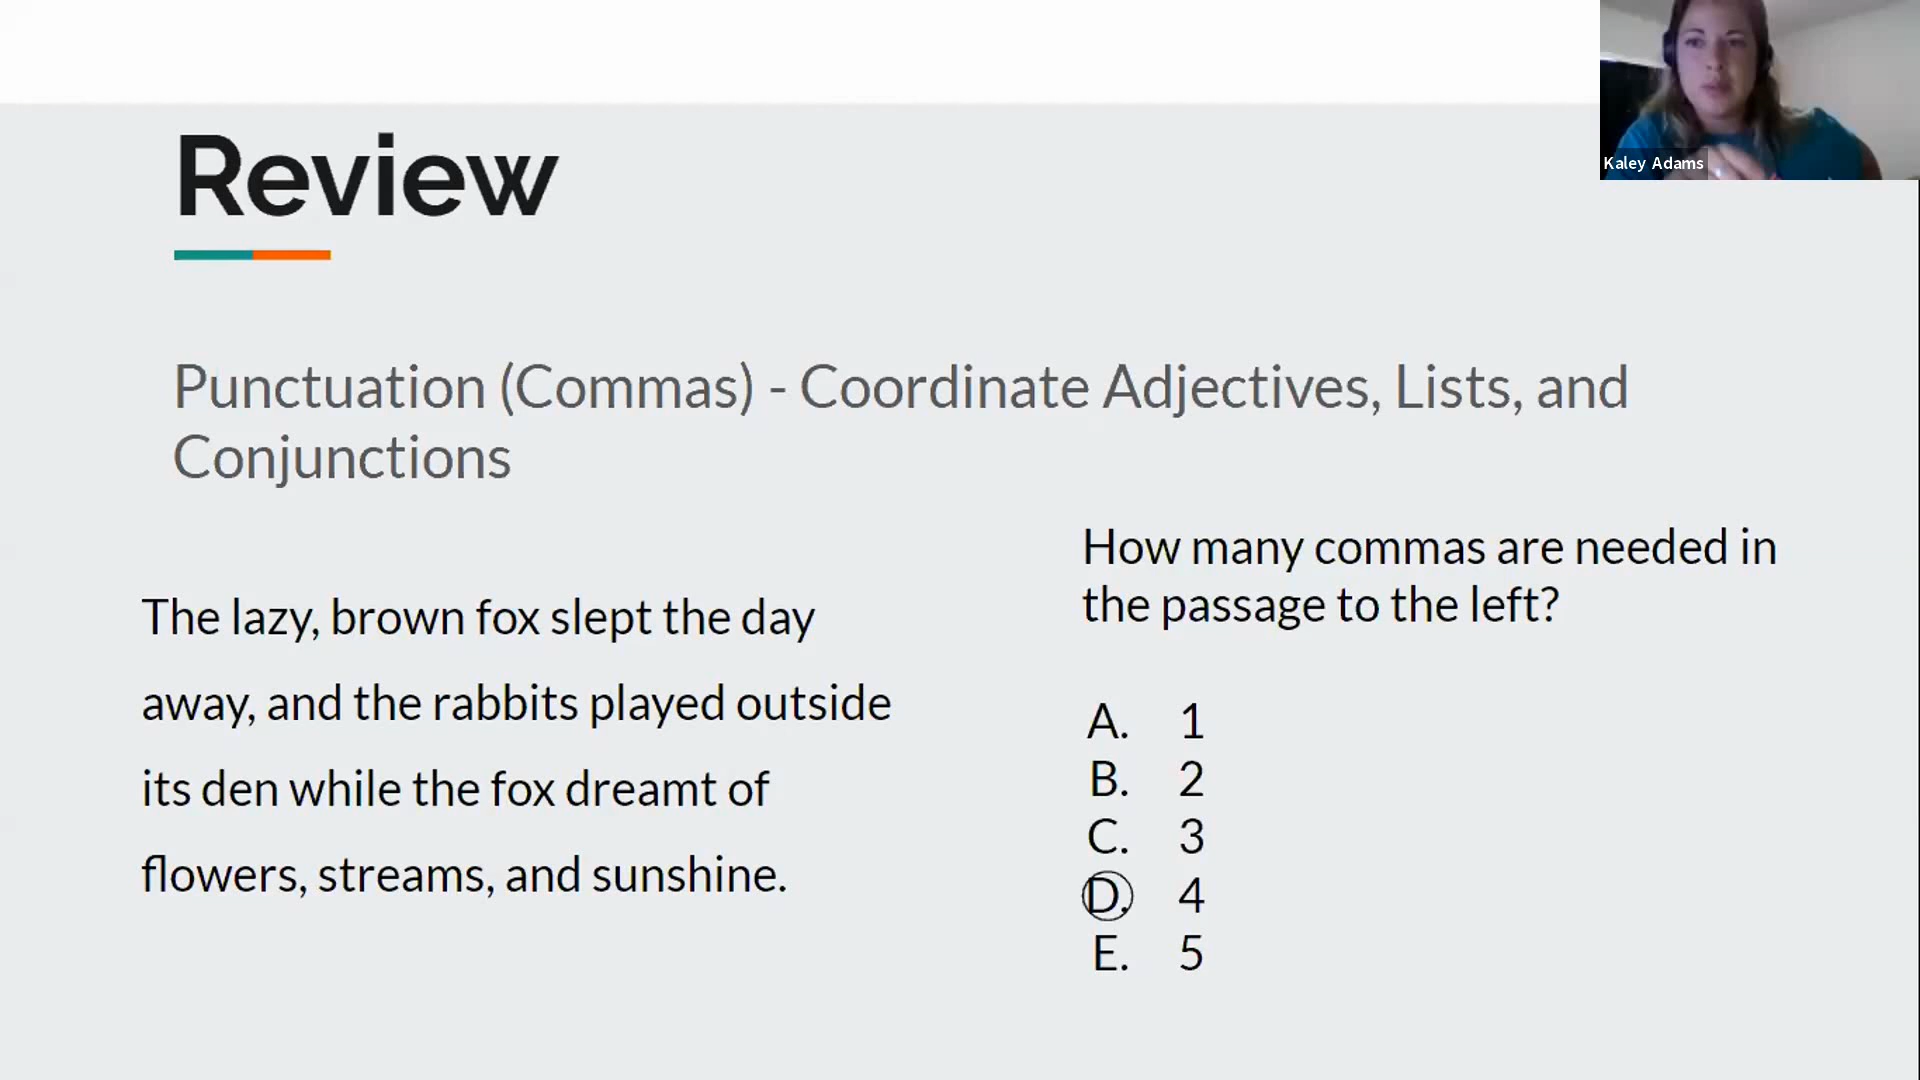 Kaley Adams
Review
Punctuation (Commas) - Coordinate Adjectives, Lists, and
Conjunctions
The lazy, brown fox slept the day
away, and the rabbits played outside
its den while the fox dreamt of
flowers, streams, and sunshine.
How many commas are needed in
the passage to the left?
A. 1
B. 2
C. 3
D. 4
E. 5